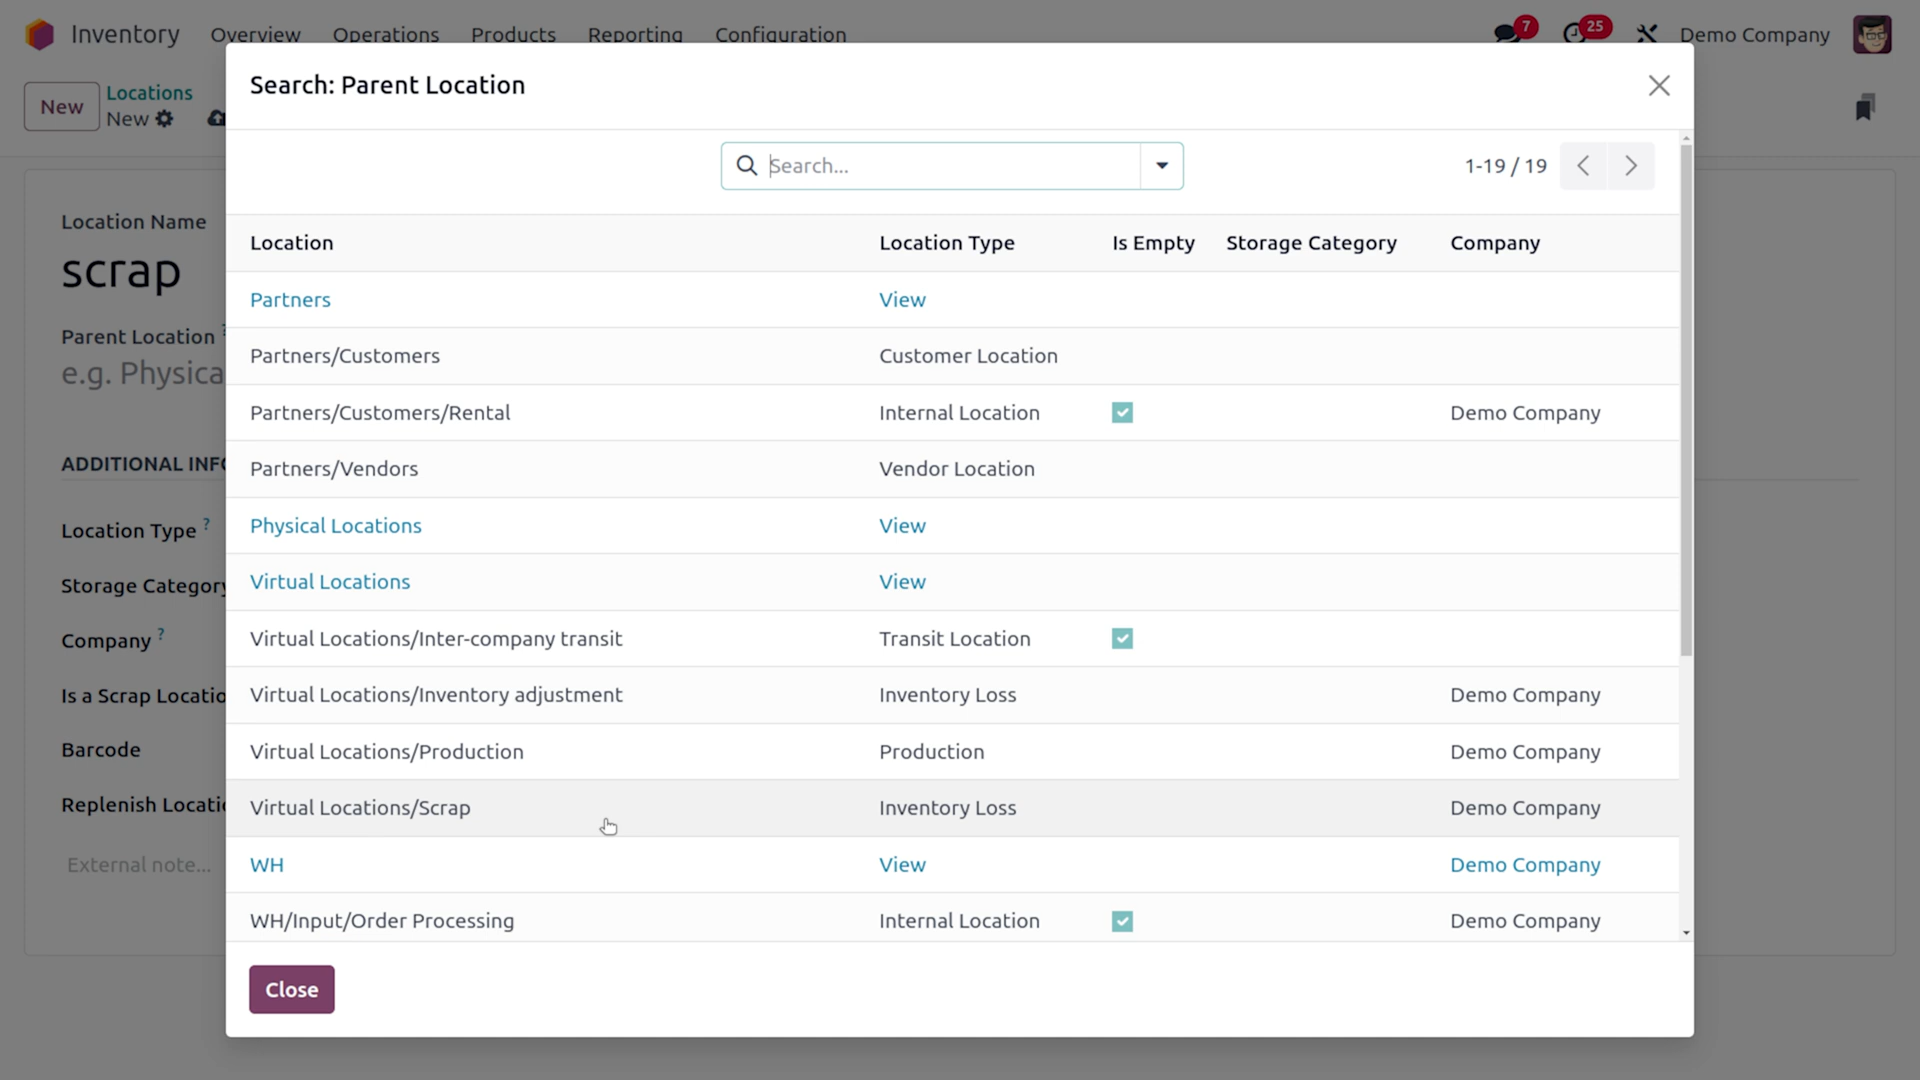 Inventory Overview Operations Products Reporting Configuration 7 25 Demo Company
New Locations
New
Search: Parent Location
Search...
1-19 / 19
Location Name
scrap
Parent Location ?
e.g. Physica
ADDITIONAL INFO
Location Type ?
Storage Category
Company ?
Is a Scrap Locatio
Barcode
Replenish Locatio
External note...
Location Location Type Is Empty Storage Category Company
Partners View
Partners/Customers Customer Location
Partners/Customers/Rental Internal Location Demo Company
Partners/Vendors Vendor Location
Physical Locations View
Virtual Locations View
Virtual Locations/Inter-company transit Transit Location
Virtual Locations/Inventory adjustment Inventory Loss Demo Company
Virtual Locations/Production Production Demo Company
Virtual Locations/Scrap Inventory Loss Demo Company
WH View Demo Company
WH/Input/Order Processing Internal Location Demo Company
Close